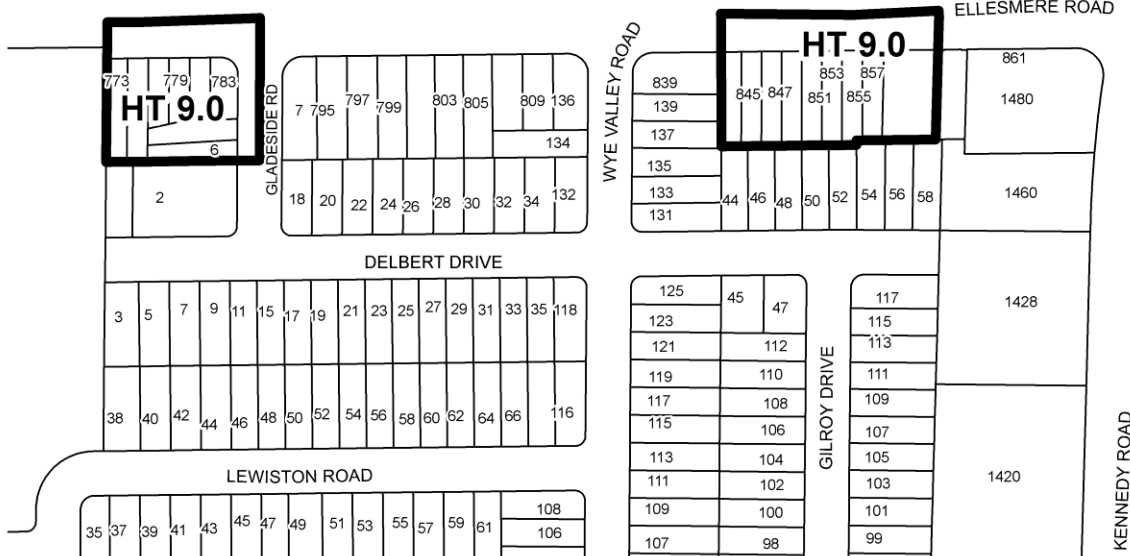 ELLESMERE ROAD
HT 9.0
HT 9.0
GLADESIDE RD
WYE VALLEY ROAD
773 779 783
6
2
7 795 797 799 803 805 809 136
134
18 20 22 24 26 28 30 32 34 132
839
139
137
135
133
131
845 847 851 853 855 857
861
1480
44 46 48 50 52 54 56 58
1460
DELBERT DRIVE
3 5 7 9 11 15 17 19 21 23 25 27 29 31 33 35 118
38 40 42 44 46 48 50 52 54 56 58 60 62 64 66 116
125
123
121
119
117
115
113
111
109
107
45 47
112
110
108
106
104
102
100
98
GILROY DRIVE
117
115
113
111
109
107
105
103
101
99
1428
1420
KENNEDY ROAD
LEWISTON ROAD
35 37 39 41 43 45 47 49 51 53 55 57 59 61
108
106